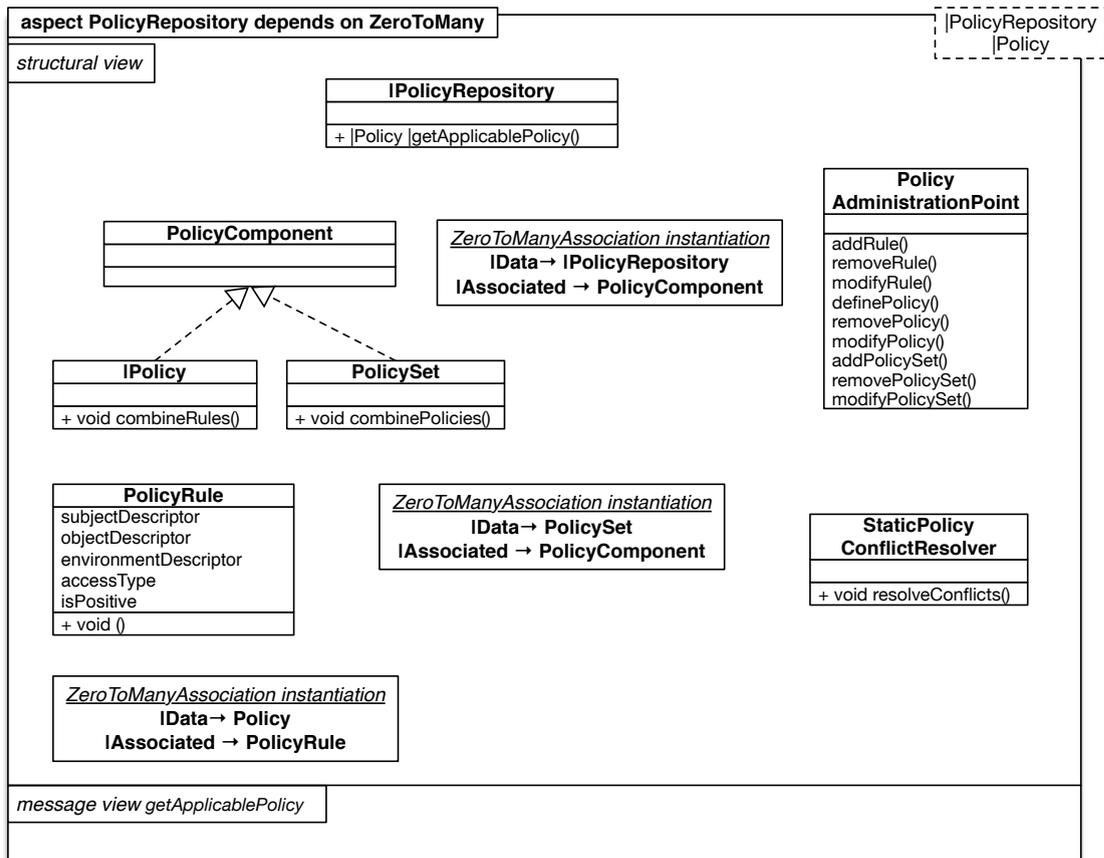 aspect PolicyRepository depends on ZeroToMany
|PolicyRepository
|Policy
structural view
|PolicyRepository
+ |Policy |getApplicablePolicy()
Policy
AdministrationPoint
addRule()
removeRule()
modifyRule()
definePolicy()
removePolicy()
modifyPolicy()
addPolicySet()
removePolicySet()
modifyPolicySet()
PolicyComponent
ZeroToManyAssociation instantiation
|Data→ |PolicyRepository
|Associated → PolicyComponent
|Policy
+ void combineRules()
PolicySet
+ void combinePolicies()
PolicyRule
subjectDescriptor
objectDescriptor
environmentDescriptor
accessType
isPositive
+ void ()
ZeroToManyAssociation instantiation
|Data→ PolicySet
|Associated → PolicyComponent
StaticPolicy
ConflictResolver
+ void resolveConflicts()
ZeroToManyAssociation instantiation
|Data→ Policy
|Associated → PolicyRule
message view getApplicablePolicy